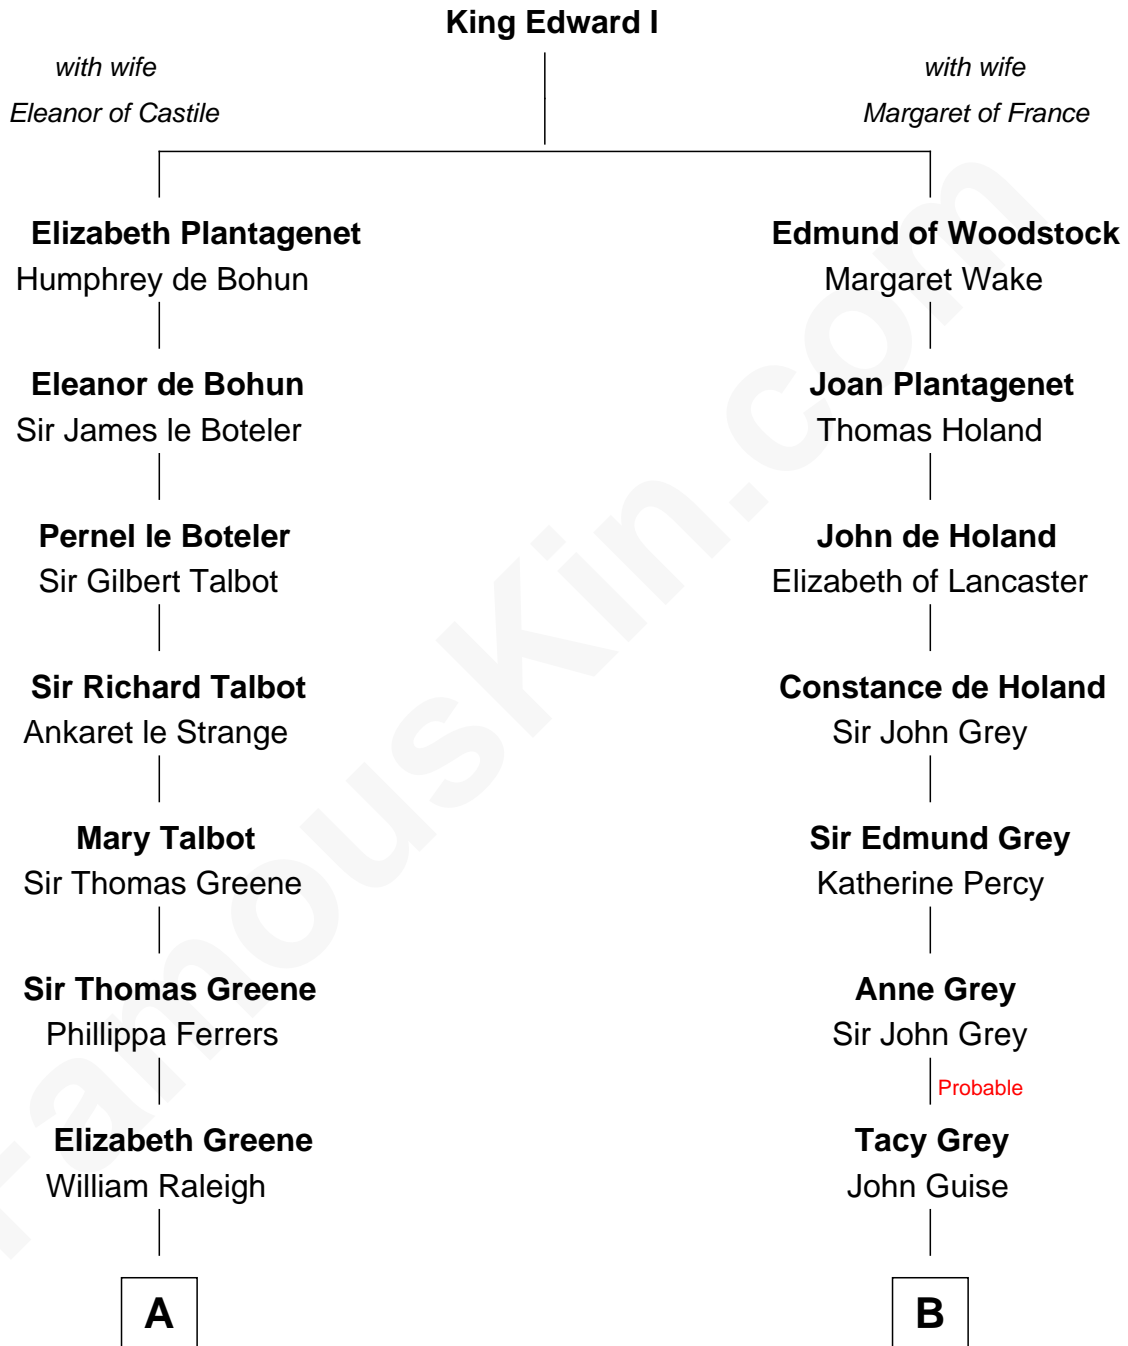 King Edward I
with wife
Eleanor of Castile
with wife
Margaret of France
Elizabeth Plantagenet
Humphrey de Bohun
Edmund of Woodstock
Margaret Wake
Eleanor de Bohun
Sir James le Boteler
Joan Plantagenet
Thomas Holand
Pernel le Boteler
Sir Gilbert Talbot
John de Holand
Elizabeth of Lancaster
Sir Richard Talbot
Ankaret le Strange
Constance de Holand
Sir John Grey
Mary Talbot
Sir Thomas Greene
Sir Edmund Grey
Katherine Percy
Sir Thomas Greene
Phillippa Ferrers
Anne Grey
Sir John Grey
Probable
Elizabeth Greene
William Raleigh
Tacy Grey
John Guise
A
B
FamousKin.com